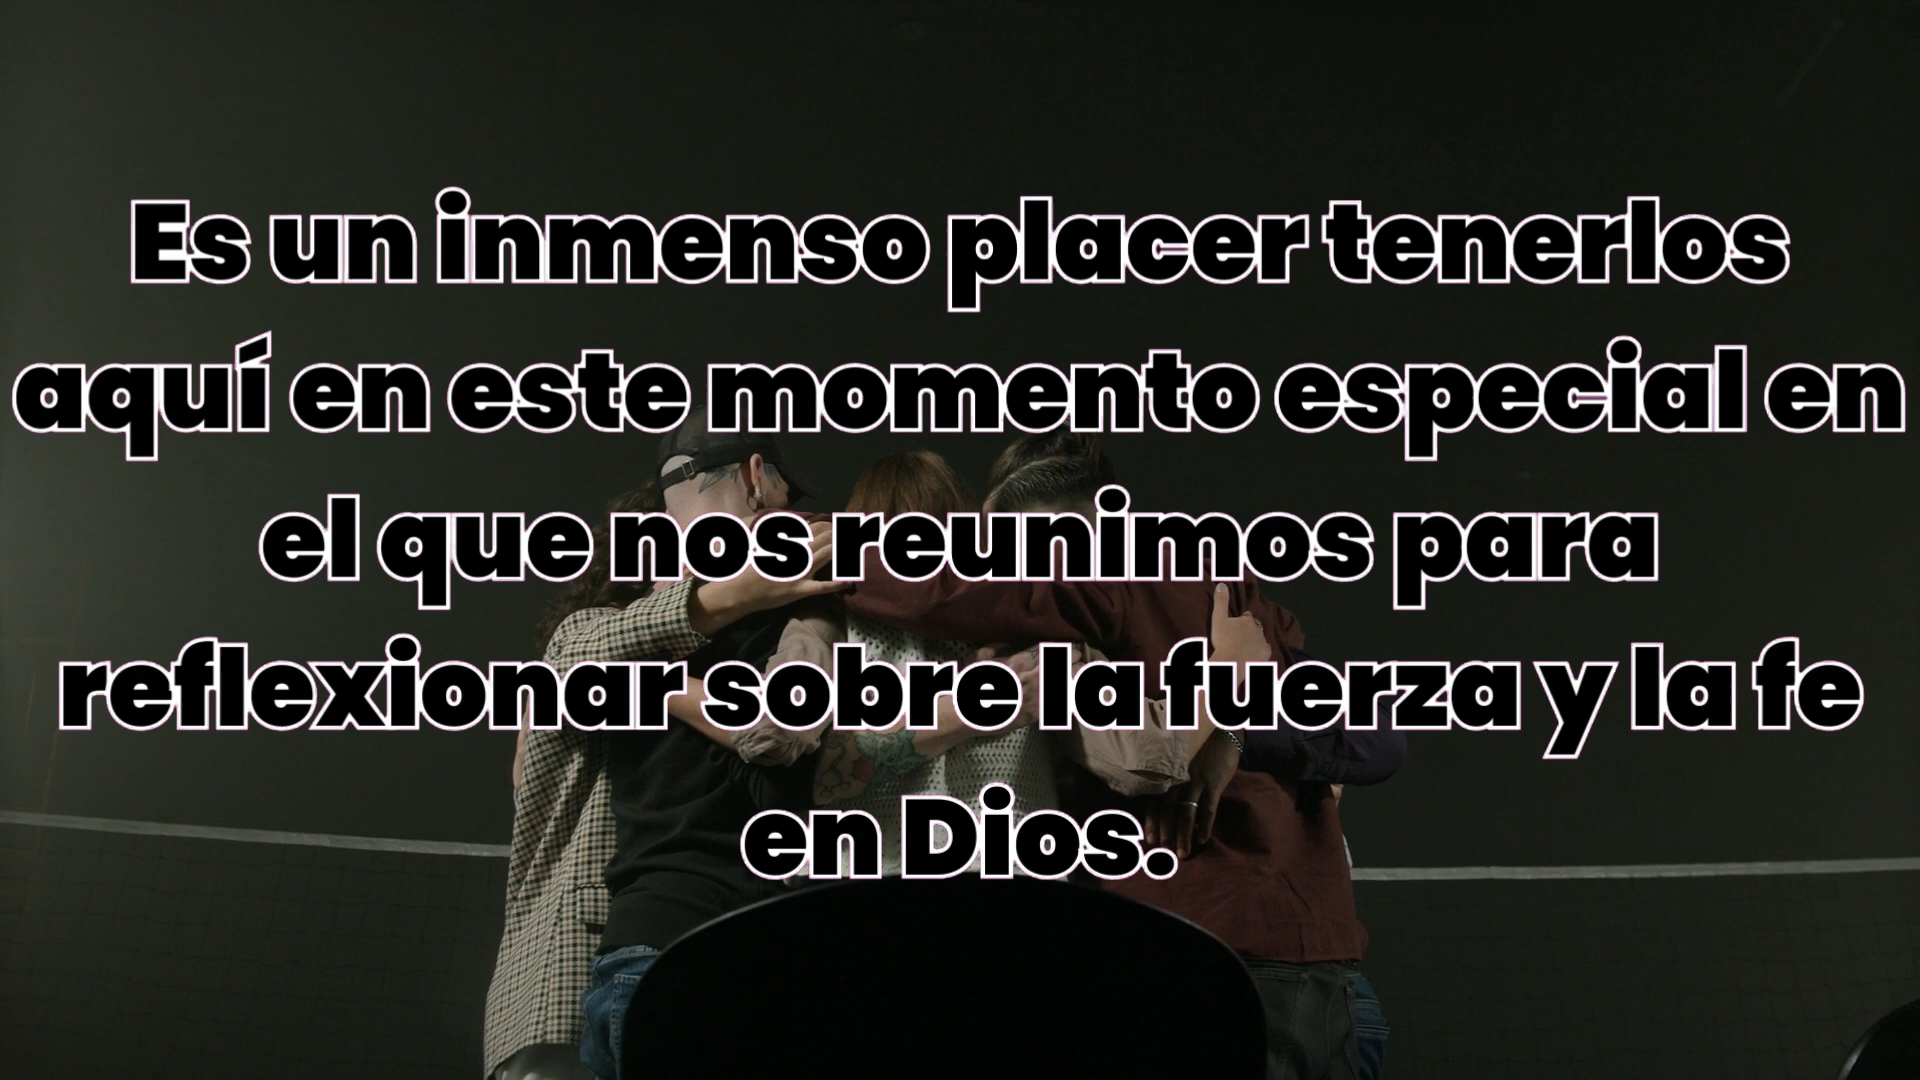 Es un inmenso placer tenerlos
aquí en este momento especial en
el que nos reunimos para
reflexionar sobre la fuerza y la fe
en Dios.